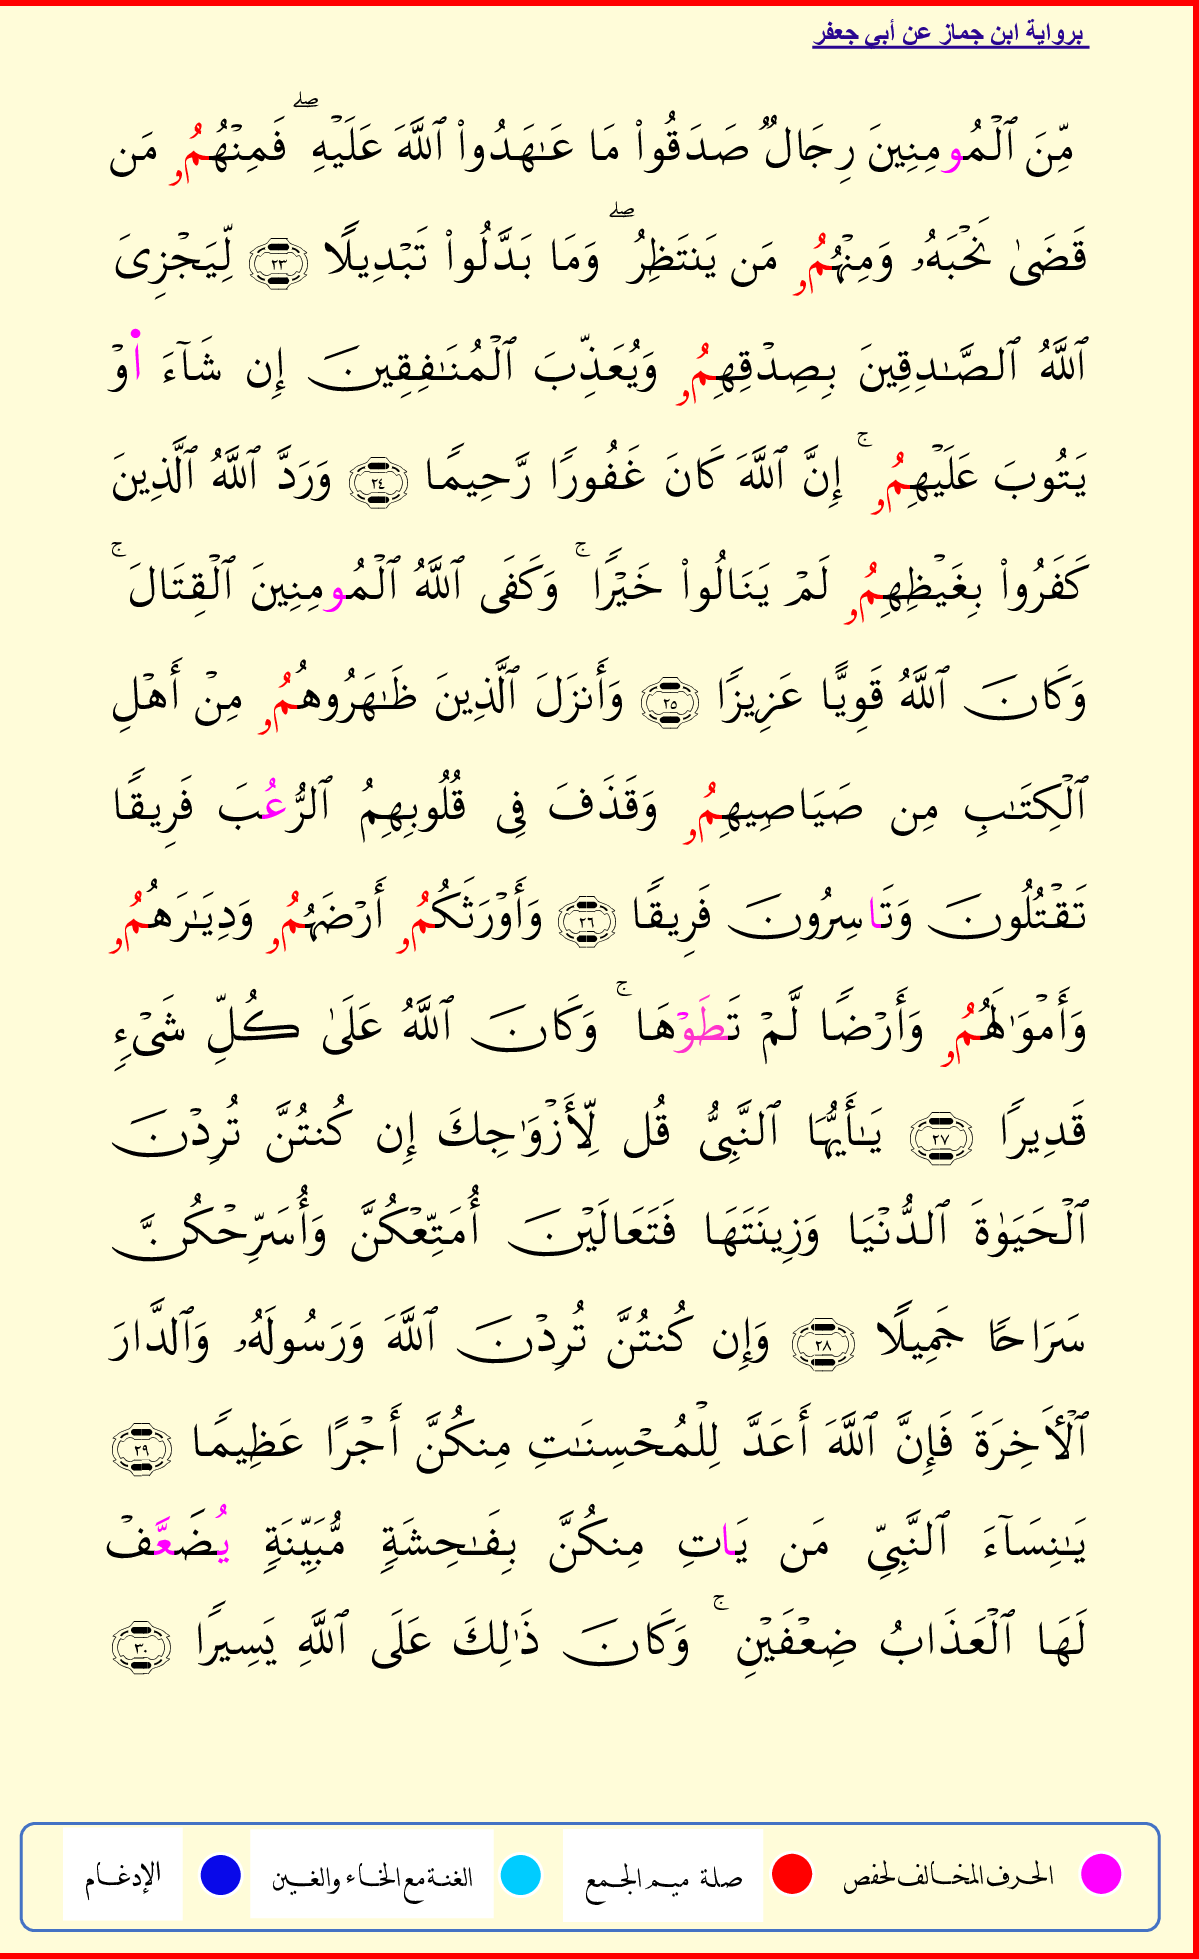 برواية ابن جماز عن أبي جعفر
مِّنَ ٱلْمُومِنِينَ رِجَالٌ صَدَقُوا۟ مَا عَـٰهَدُوا۟ ٱللَّهَ عَلَيْهِ ۖ فَمِنْهُمُۥ مَن
قَضَىٰ نَحْبَهُۥ وَمِنْهُمُۥ مَن يَنتَظِرُ ۖ وَمَا بَدَّلُوا۟ تَبْدِيلًا ٢٣ لِّيَجْزِىَ
ٱللَّهُ ٱلصَّـٰدِقِينَ بِصِدْقِهِمُۥ وَيُعَذِّبَ ٱلْمُنَـٰفِقِينَ إِن شَآءَ ا۬وْ
يَتُوبَ عَلَيْهِمُۥ ۚ إِنَّ ٱللَّهَ كَانَ غَفُورًا رَّحِيمًا ٢٤ وَرَدَّ ٱللَّهُ ٱلَّذِينَ
كَفَرُوا۟ بِغَيْظِهِمُۥ لَمْ يَنَالُوا۟ خَيْرًا ۚ وَكَفَى ٱللَّهُ ٱلْمُومِنِينَ ٱلْقِتَالَ ۚ
وَكَانَ ٱللَّهُ قَوِيًّا عَزِيزًا ٢٥ وَأَنزَلَ ٱلَّذِينَ ظَـٰهَرُوهُمُۥ مِنْ أَهْلِ
ٱلْكِتَـٰبِ مِن صَيَاصِيهِمُۥ وَقَذَفَ فِى قُلُوبِهِمُ ٱلرُّعُبَ فَرِيقًا
تَقْتُلُونَ وَتَاسِرُونَ فَرِيقًا ٢٦ وَأَوْرَثَكُمُۥ أَرْضَهُمُۥ وَدِيَـٰرَهُمُۥ
وَأَمْوَٰلَهُمُۥ وَأَرْضًا لَّمْ تَطَوْهَا ۚ وَكَانَ ٱللَّهُ عَلَىٰ كُلِّ شَىْءٍ
قَدِيرًا ٢٧ يَـٰأَيُّهَا ٱلنَّبِىُّ قُل لِّأَزْوَٰجِكَ إِن كُنتُنَّ تُرِدْنَ
ٱلْحَيَوٰةَ ٱلدُّنْيَا وَزِينَتَهَا فَتَعَالَيْنَ أُمَتِّعْكُنَّ وَأُسَرِّحْكُنَّ
سَرَاحًا جَمِيلًا ٢٨ وَإِن كُنتُنَّ تُرِدْنَ ٱللَّهَ وَرَسُولَهُۥ وَٱلدَّارَ
ٱلْـَٔاخِرَةَ فَإِنَّ ٱللَّهَ أَعَدَّ لِلْمُحْسِنَـٰتِ مِنكُنَّ أَجْرًا عَظِيمًا ٢٩
يَـٰنِسَآءَ ٱلنَّبِىِّ مَن يَاتِ مِنكُنَّ بِفَـٰحِشَةٍ مُّبَيِّنَةٍ يُضَعَّفْ
لَهَا ٱلْعَذَابُ ضِعْفَيْنِ ۚ وَكَانَ ذَٰلِكَ عَلَى ٱللَّهِ يَسِيرًا ٣٠
الحرف المخالف لحفص صلة ميم الجمع الغنة مع الخاء والغين الإدغام